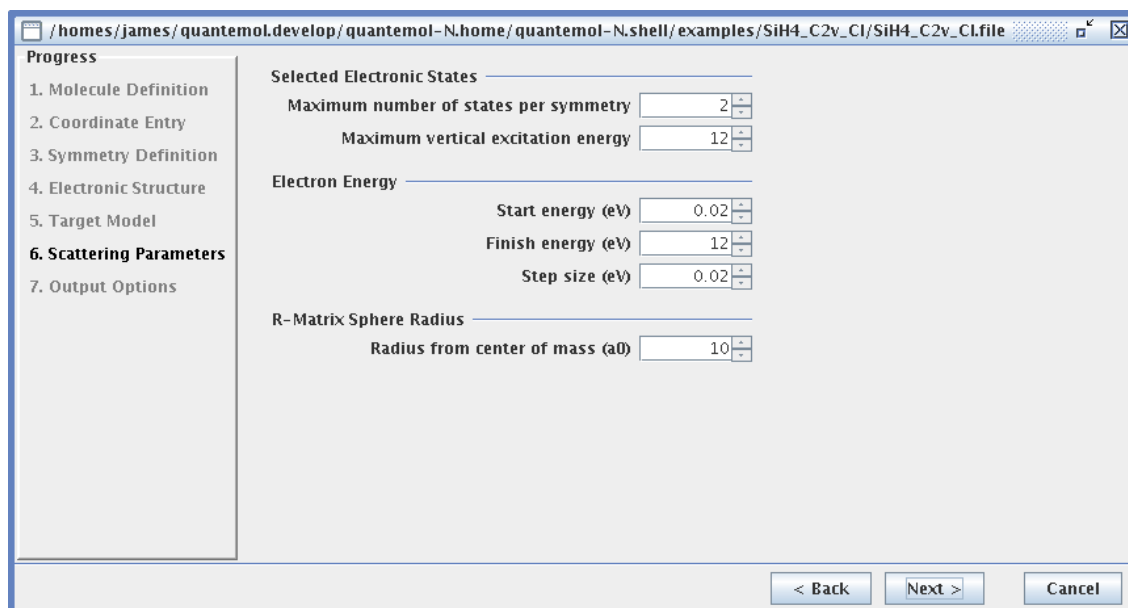 /homes/james/quantemol.develop/quantemol-N.home/quantemol-N.shell/examples/SiH4_C2v_CI/SiH4_C2v_CI.file
Progress
1. Molecule Definition
2. Coordinate Entry
3. Symmetry Definition
4. Electronic Structure
5. Target Model
6. Scattering Parameters
7. Output Options
Selected Electronic States
Maximum number of states per symmetry 2
Maximum vertical excitation energy 12
Electron Energy
Start energy (eV) 0.02
Finish energy (eV) 12
Step size (eV) 0.02
R-Matrix Sphere Radius
Radius from center of mass (a0) 10
< Back Next > Cancel